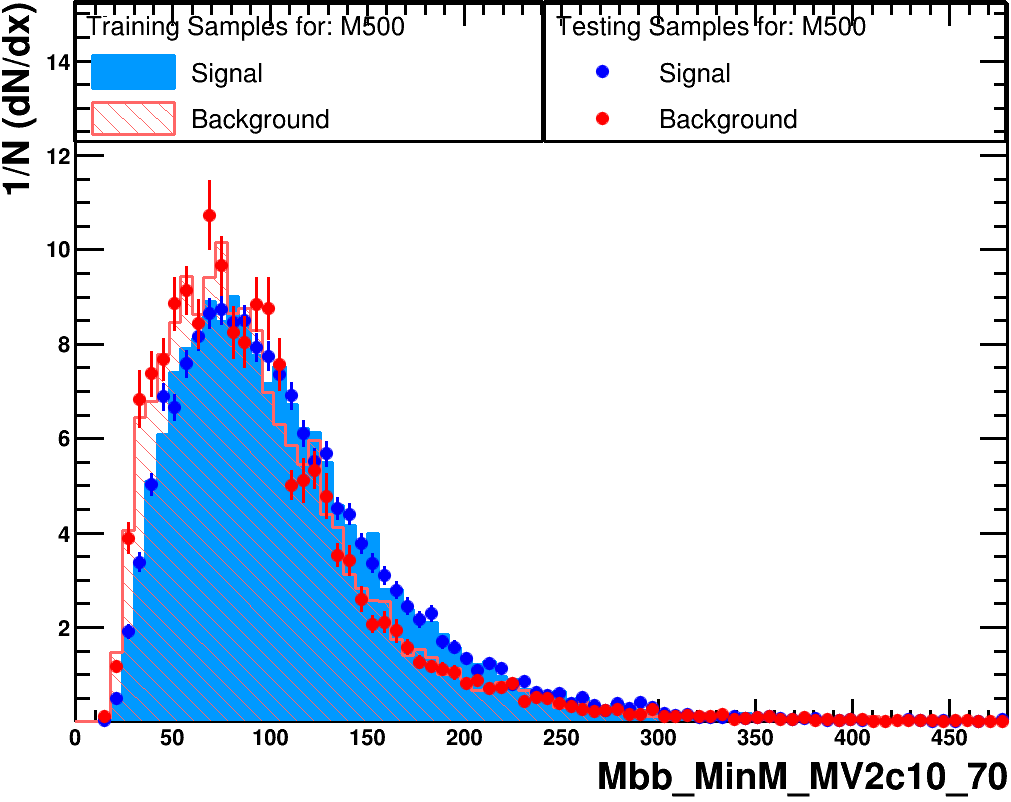 1/N (dN/dx)
Training Samples for: M500
Signal
Background
Testing Samples for: M500
Signal
Background
14
12
10
8
6
4
2
0 50 100 150 200 250 300 350 400 450
Mbb_MinM_MV2c10_70